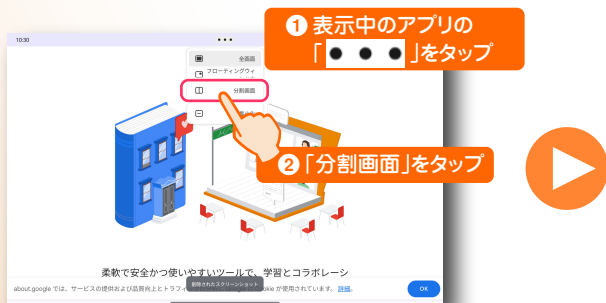 ❶ 表示中のアプリの
「● ● ●」をタップ
10:30
全画面
フローティングウィ
分割画面
❷「分割画面」をタップ
柔軟で安全かつ使いやすいツールで、学習とコラボレーシ
削除されたスクリーンショット
about.google では、サービスの提供および品質向上とトラフィ
okie が使用されています。 詳細。
OK